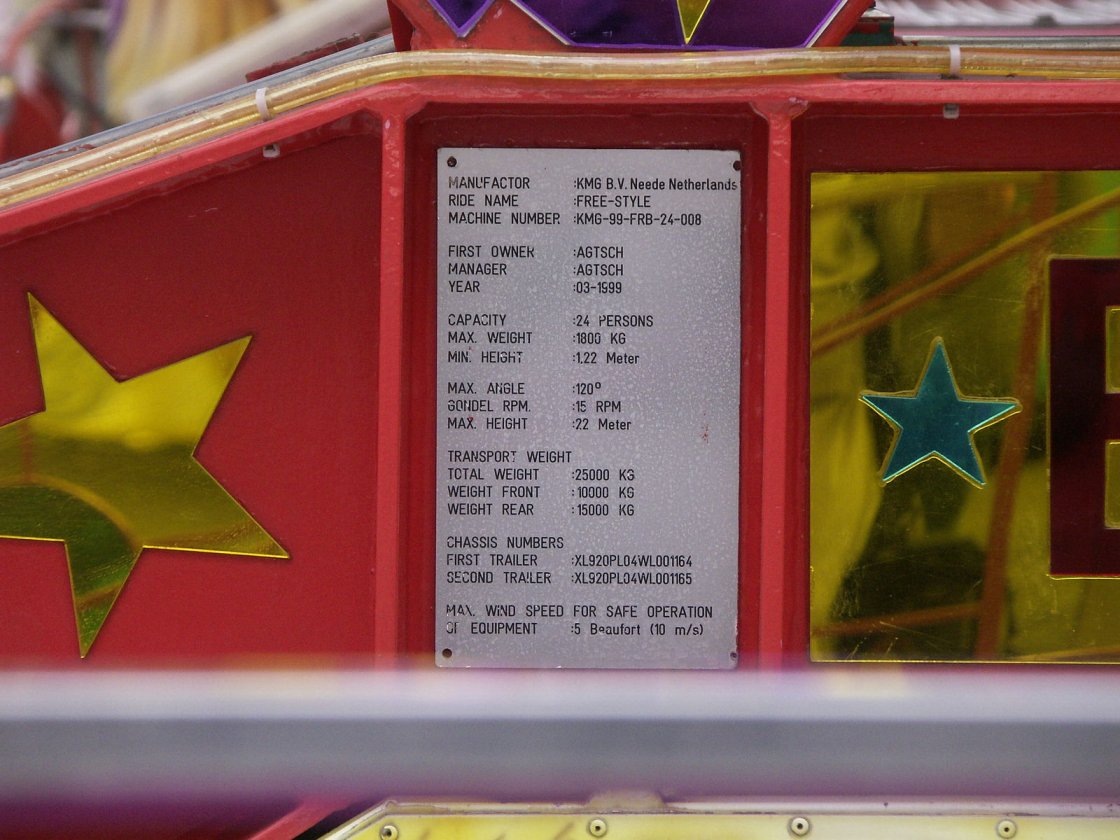 MANUFACTOR :KMG B.V. Neede Netherlands
RIDE NAME :FREE-STYLE
MACHINE NUMBER :KMG-99-FRB-24-008
FIRST OWNER :AGTSCH
MANAGER :AGTSCH
YEAR :03-1999
CAPACITY :24 PERSONS
MAX. WEIGHT :1800 KG
MIN. HEIGHT :1.22 Meter
MAX. ANGLE :120°
GONDEL RPM. :15 RPM
MAX. HEIGHT :22 Meter
TRANSPORT WEIGHT
TOTAL WEIGHT :25000 KG
WEIGHT FRONT :10000 KG
WEIGHT REAR :15000 KG
CHASSIS NUMBERS
FIRST TRAILER :XL920PL04WL001164
SECOND TRAILER :XL920PL04WL001165
MAX. WIND SPEED FOR SAFE OPERATION
OF EQUIPMENT :5 Beaufort (10 m/s)